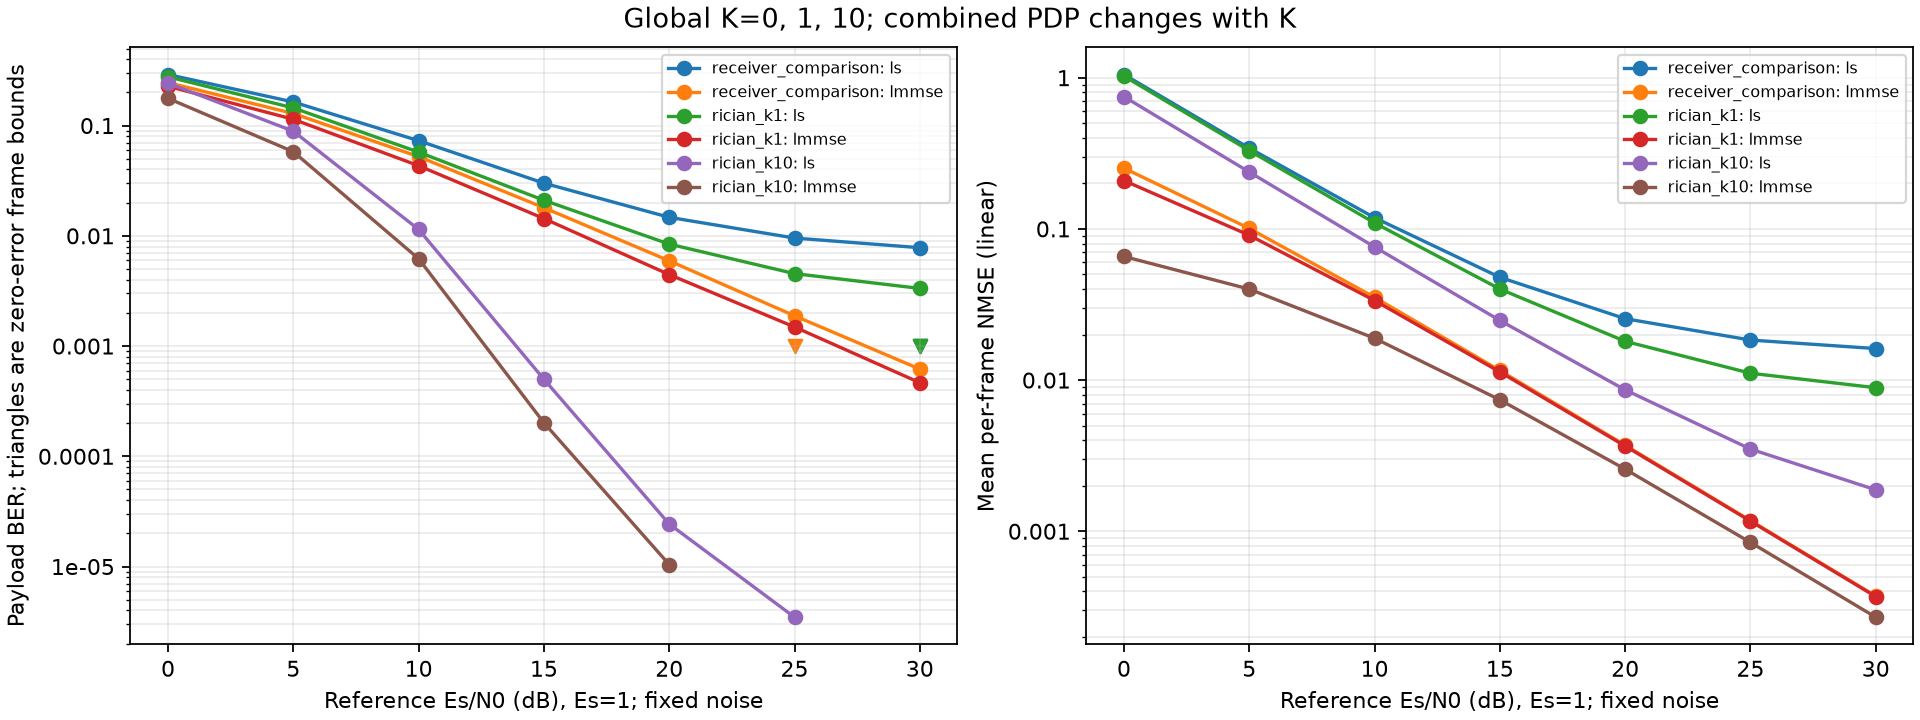 Global K=0, 1, 10; combined PDP changes with K
Payload BER; triangles are zero-error frame bounds
0.1
0.01
0.001
0.0001
1e-05
receiver_comparison: ls
receiver_comparison: lmmse
rician_k1: ls
rician_k1: lmmse
rician_k10: ls
rician_k10: lmmse
0 5 10 15 20 25 30
Reference Es/N0 (dB), Es=1; fixed noise
Mean per-frame NMSE (linear)
1
0.1
0.01
0.001
receiver_comparison: ls
receiver_comparison: lmmse
rician_k1: ls
rician_k1: lmmse
rician_k10: ls
rician_k10: lmmse
0 5 10 15 20 25 30
Reference Es/N0 (dB), Es=1; fixed noise